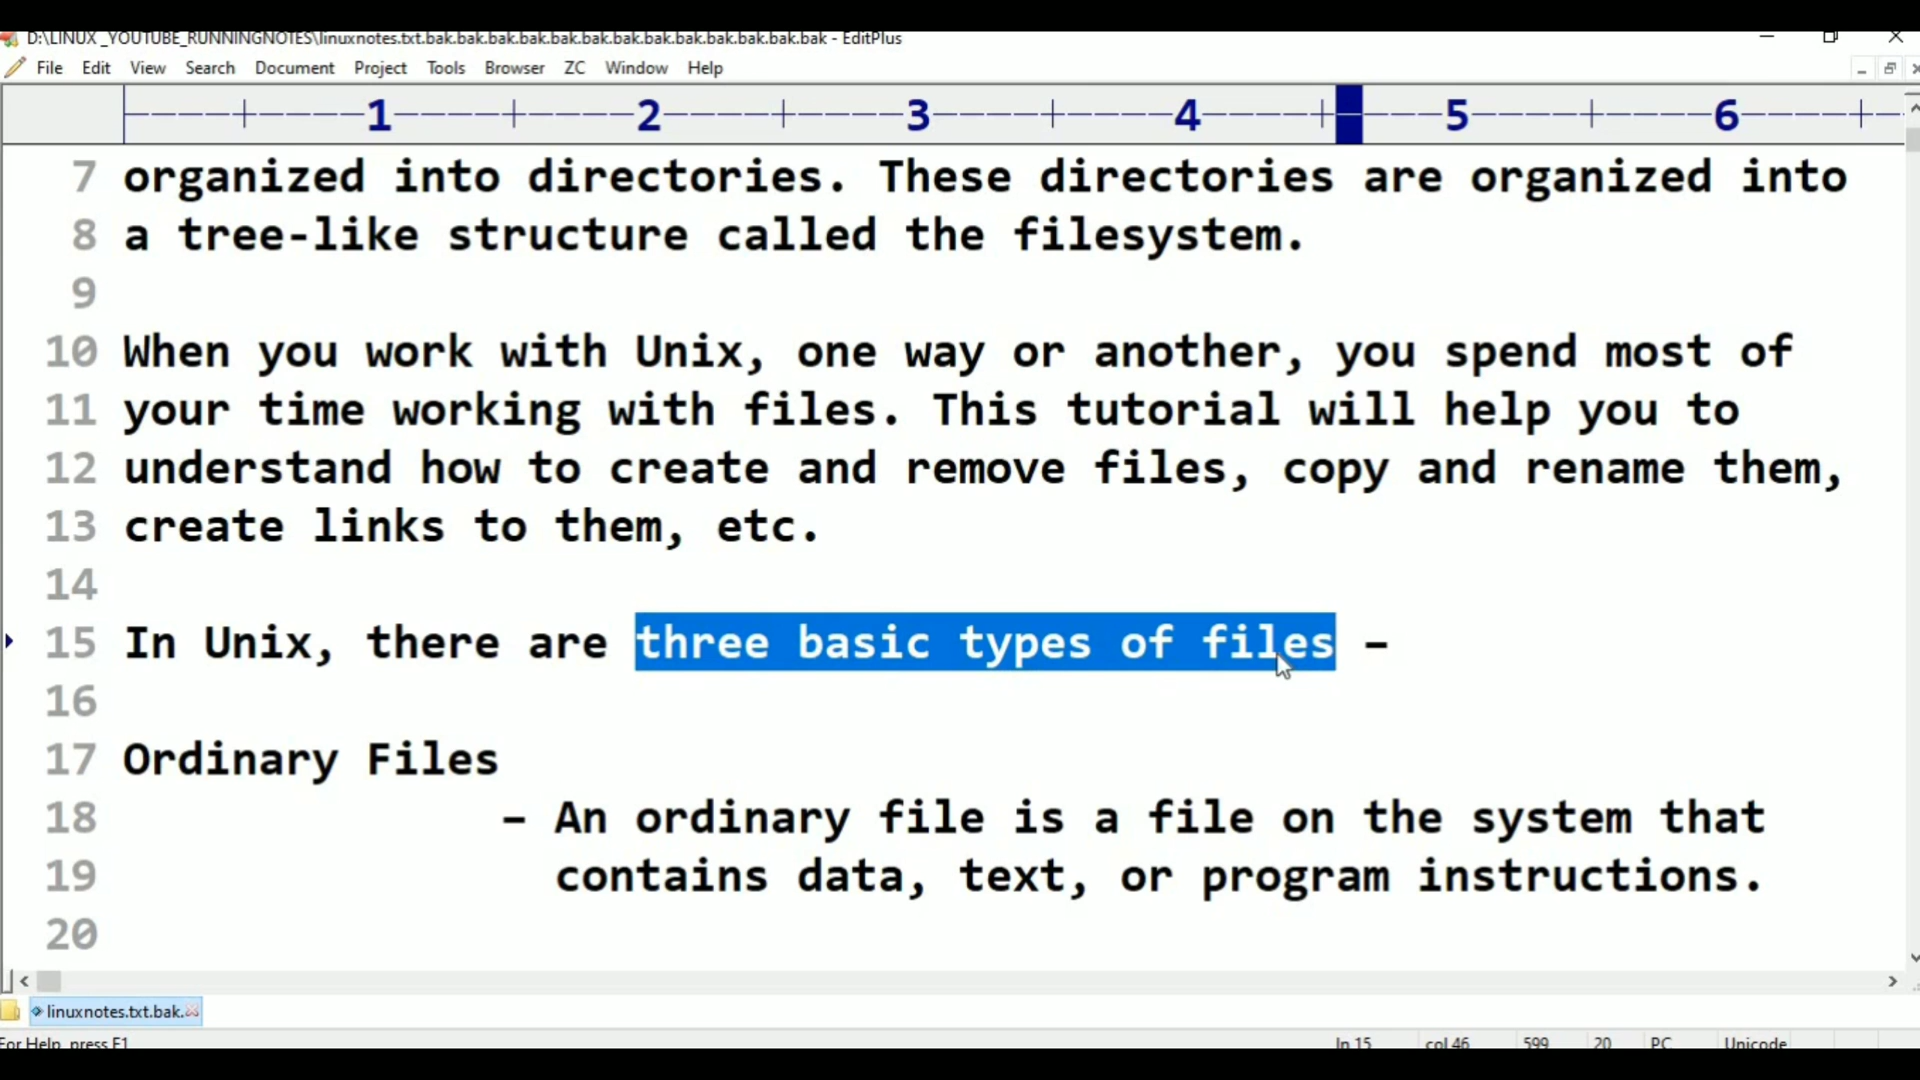 D:\LINUX _YOUTUBE_RUNNINGNOTES\linuxnotes.txt.bak.bak.bak.bak.bak.bak.bak.bak.bak.bak.bak.bak.bak - EditPlus
File Edit View Search Document Project Tools Browser ZC Window Help
1 2 3 4 5 6
7 organized into directories. These directories are organized into
8 a tree-like structure called the filesystem.
9
10 When you work with Unix, one way or another, you spend most of
11 your time working with files. This tutorial will help you to
12 understand how to create and remove files, copy and rename them,
13 create links to them, etc.
14
15 In Unix, there are three basic types of files –
16
17 Ordinary Files
18 – An ordinary file is a file on the system that
19 contains data, text, or program instructions.
20
linuxnotes.txt.bak.
For Help, press F1 ln 15 col 46 599 20 PC Unicode